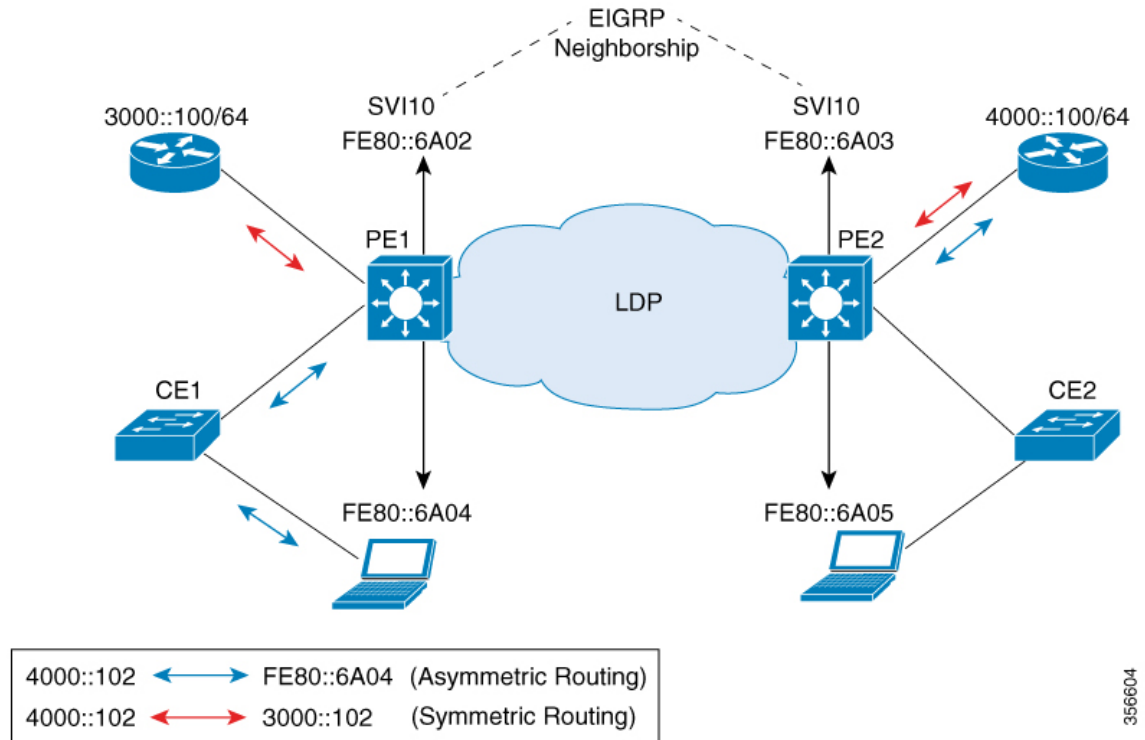 EIGRP
Neighborship
SVI10
SVI10
3000::100/64
FE80::6A02
FE80::6A03
4000::100/64
PE1
PE2
LDP
CE1
CE2
FE80::6A04
FE80::6A05
4000::102 FE80::6A04 (Asymmetric Routing)
4000::102 3000::102 (Symmetric Routing)
356604